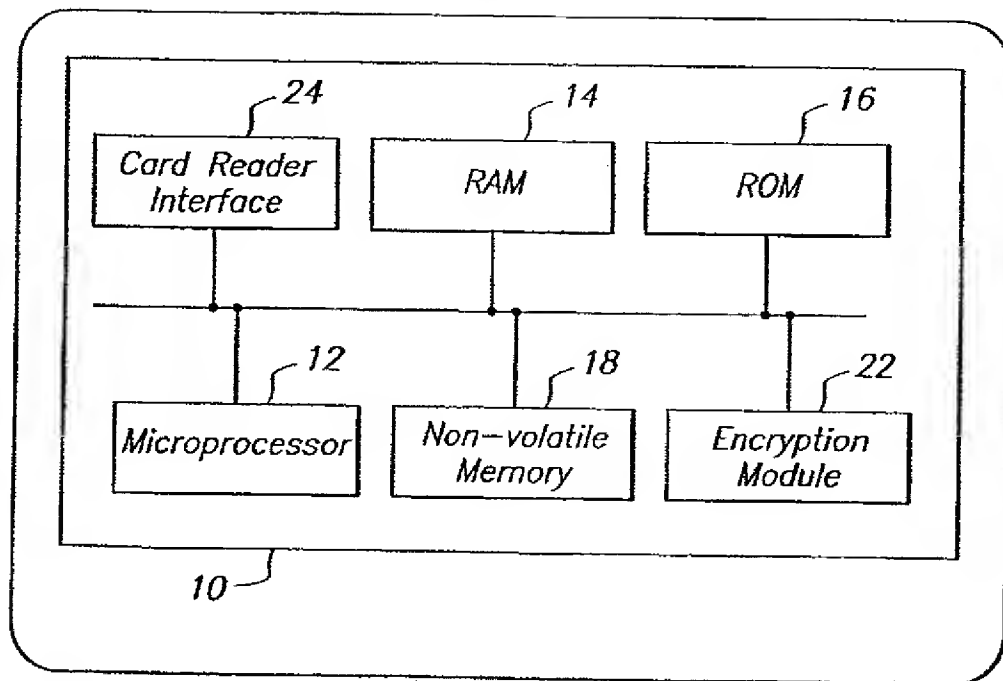 24
14
16
Card Reader
Interface
RAM
ROM
12
18
22
Microprocessor
Non-volatile
Memory
Encryption
Module
10